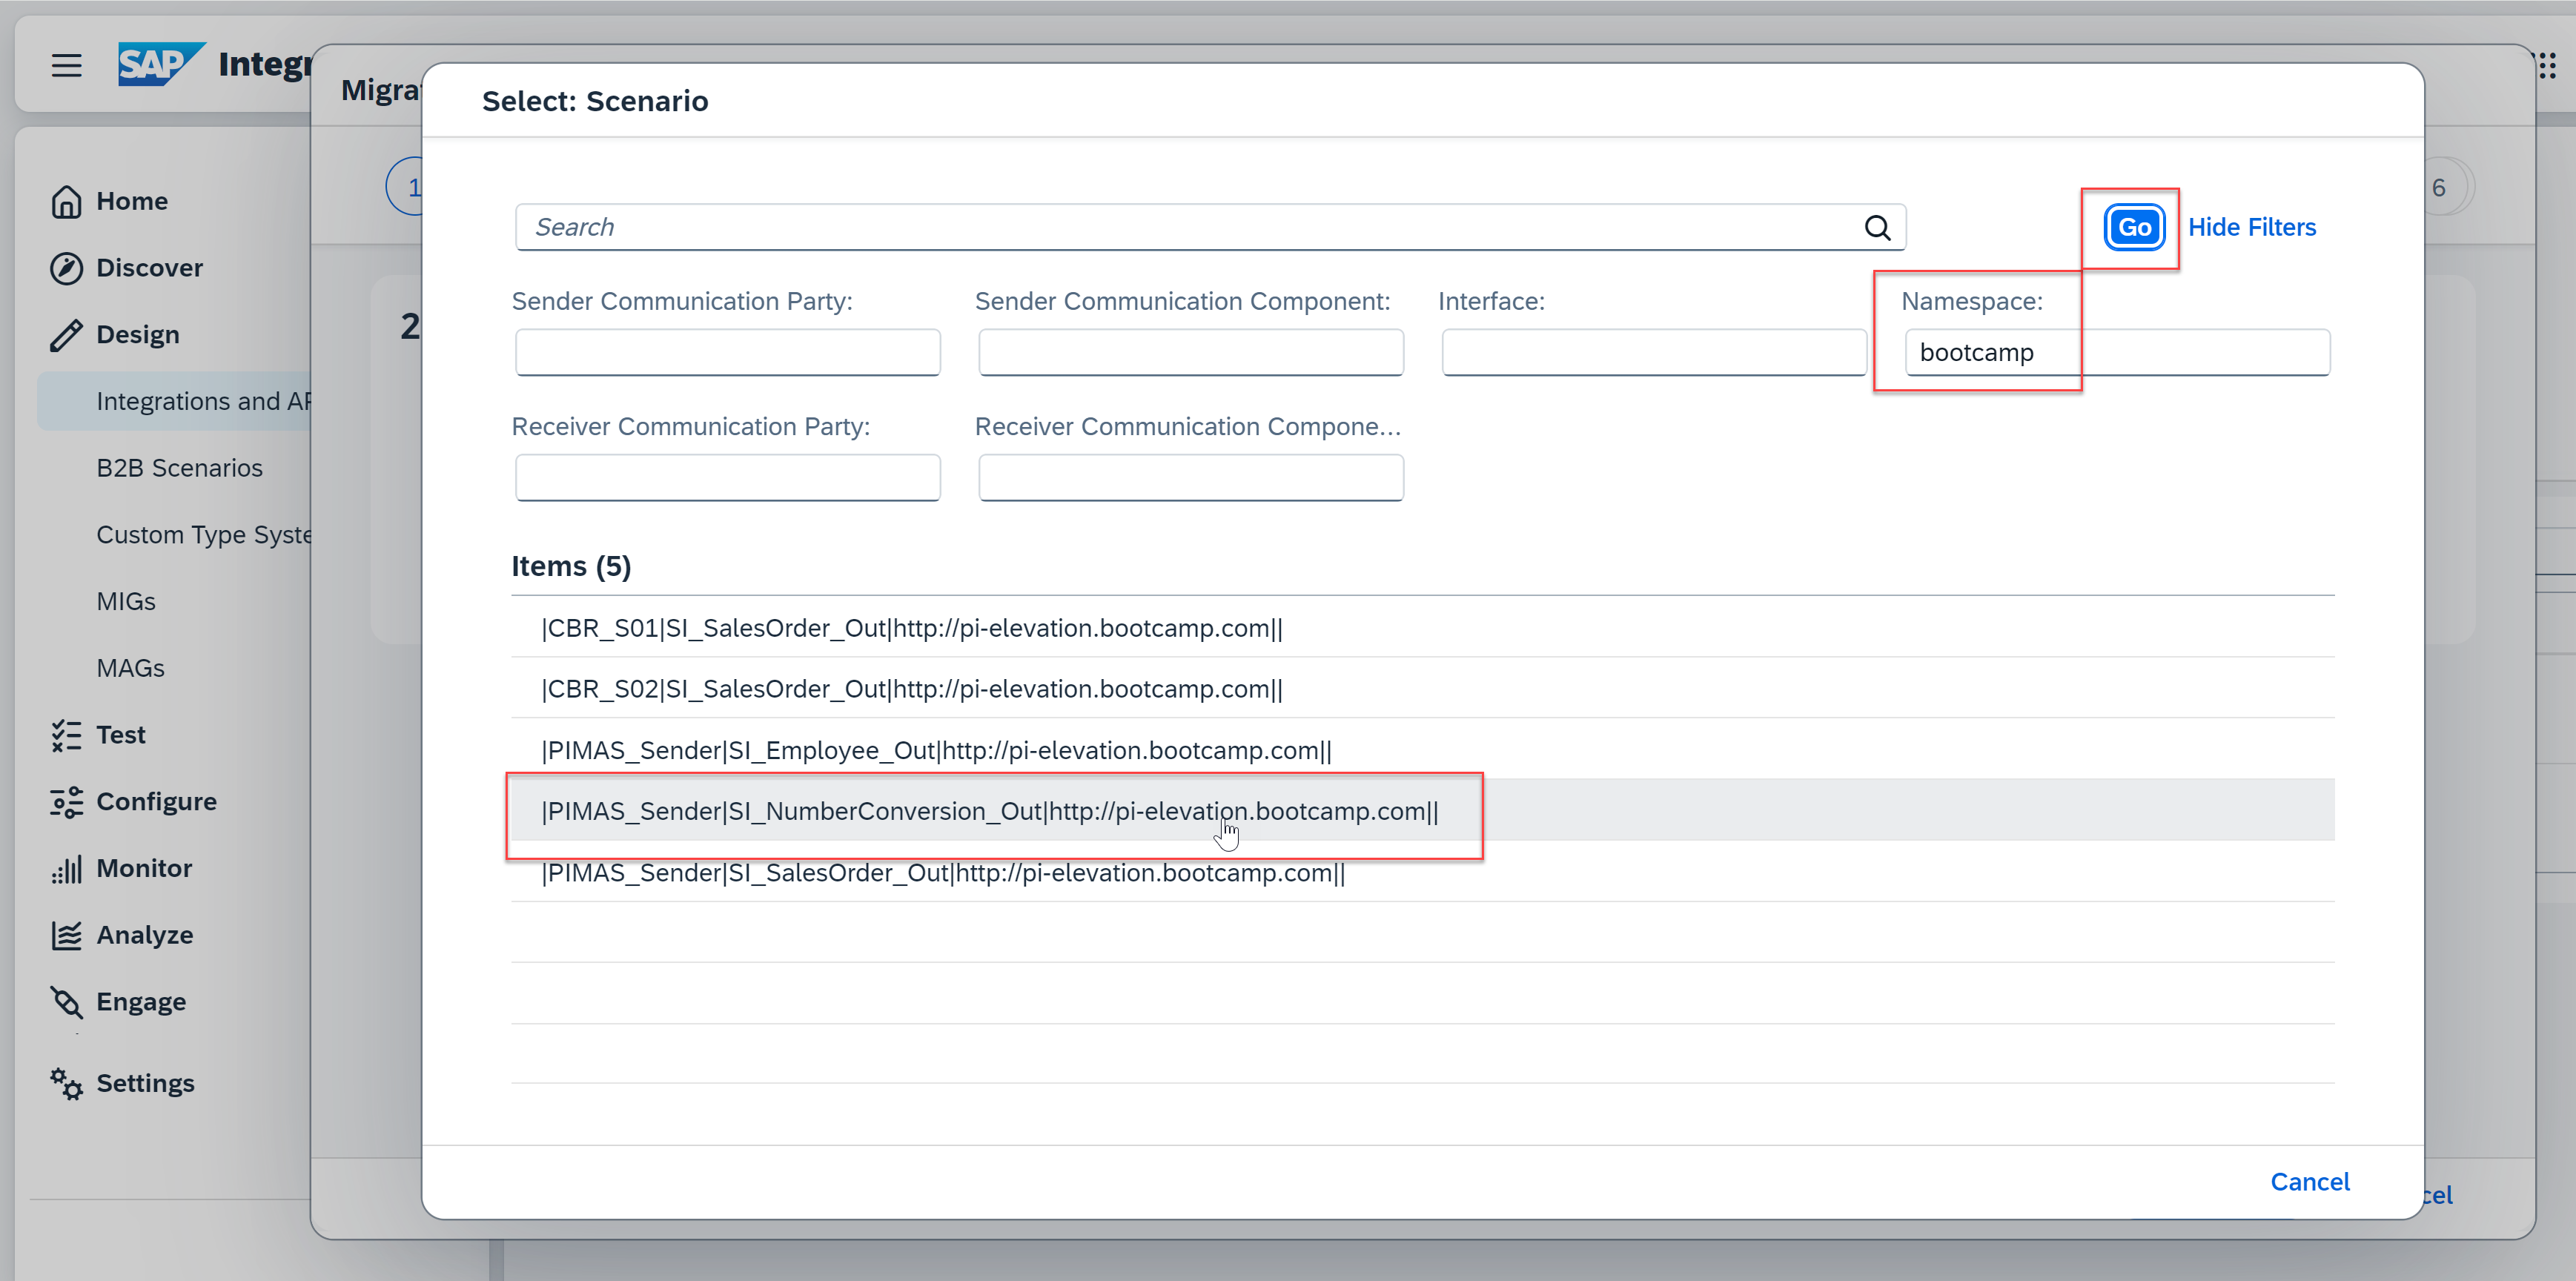 SAP Integr
Migra
Select: Scenario
Home
Discover
Design
Integrations and AP
B2B Scenarios
Custom Type Syste
MIGs
MAGs
Test
Configure
Monitor
Analyze
Engage
Settings
1
6
2
Search
Go
Hide Filters
Sender Communication Party:
Sender Communication Component:
Interface:
Namespace:
bootcamp
Receiver Communication Party:
Receiver Communication Compone...
Items (5)
|CBR_S01|SI_SalesOrder_Out|http://pi-elevation.bootcamp.com||
|CBR_S02|SI_SalesOrder_Out|http://pi-elevation.bootcamp.com||
|PIMAS_Sender|SI_Employee_Out|http://pi-elevation.bootcamp.com||
|PIMAS_Sender|SI_NumberConversion_Out|http://pi-elevation.bootcamp.com||
|PIMAS_Sender|SI_SalesOrder_Out|http://pi-elevation.bootcamp.com||
Cancel
cel